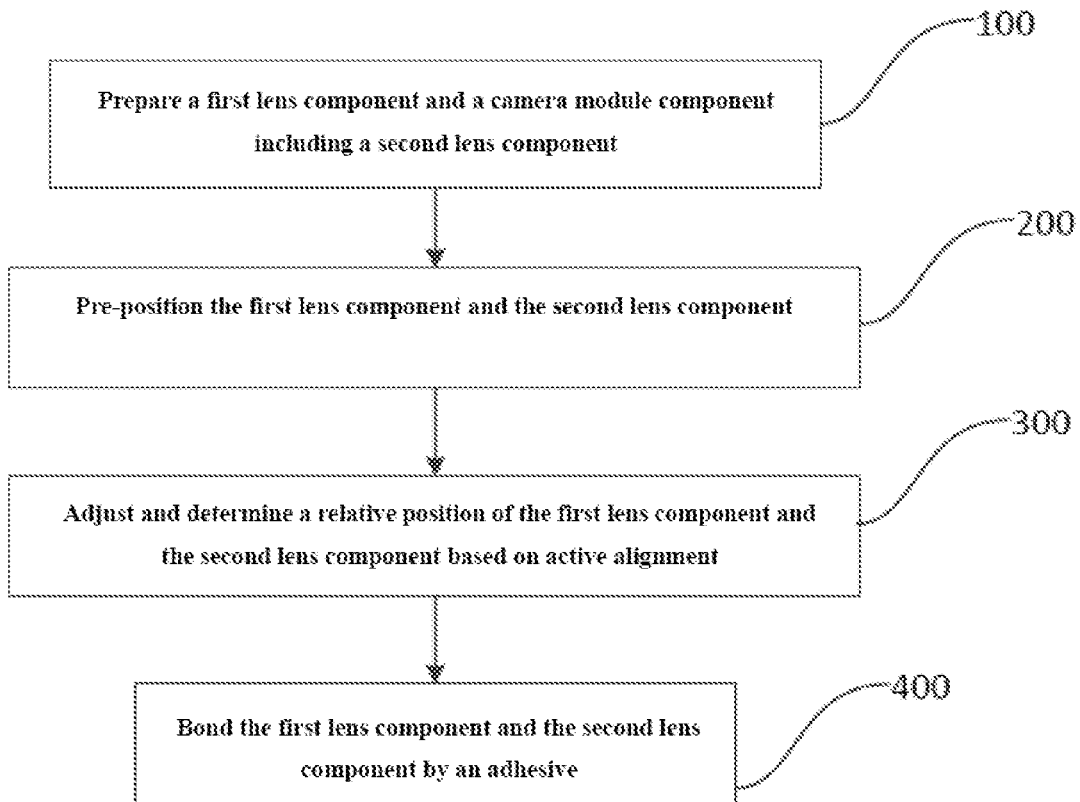 100
Prepare a first lens component and a camera module component
including a second lens component
200
Pre-position the first lens component and the second lens component
300
Adjust and determine a relative position of the first lens component and
the second lens component based on active alignment
400
Bond the first lens component and the second lens
component by an adhesive